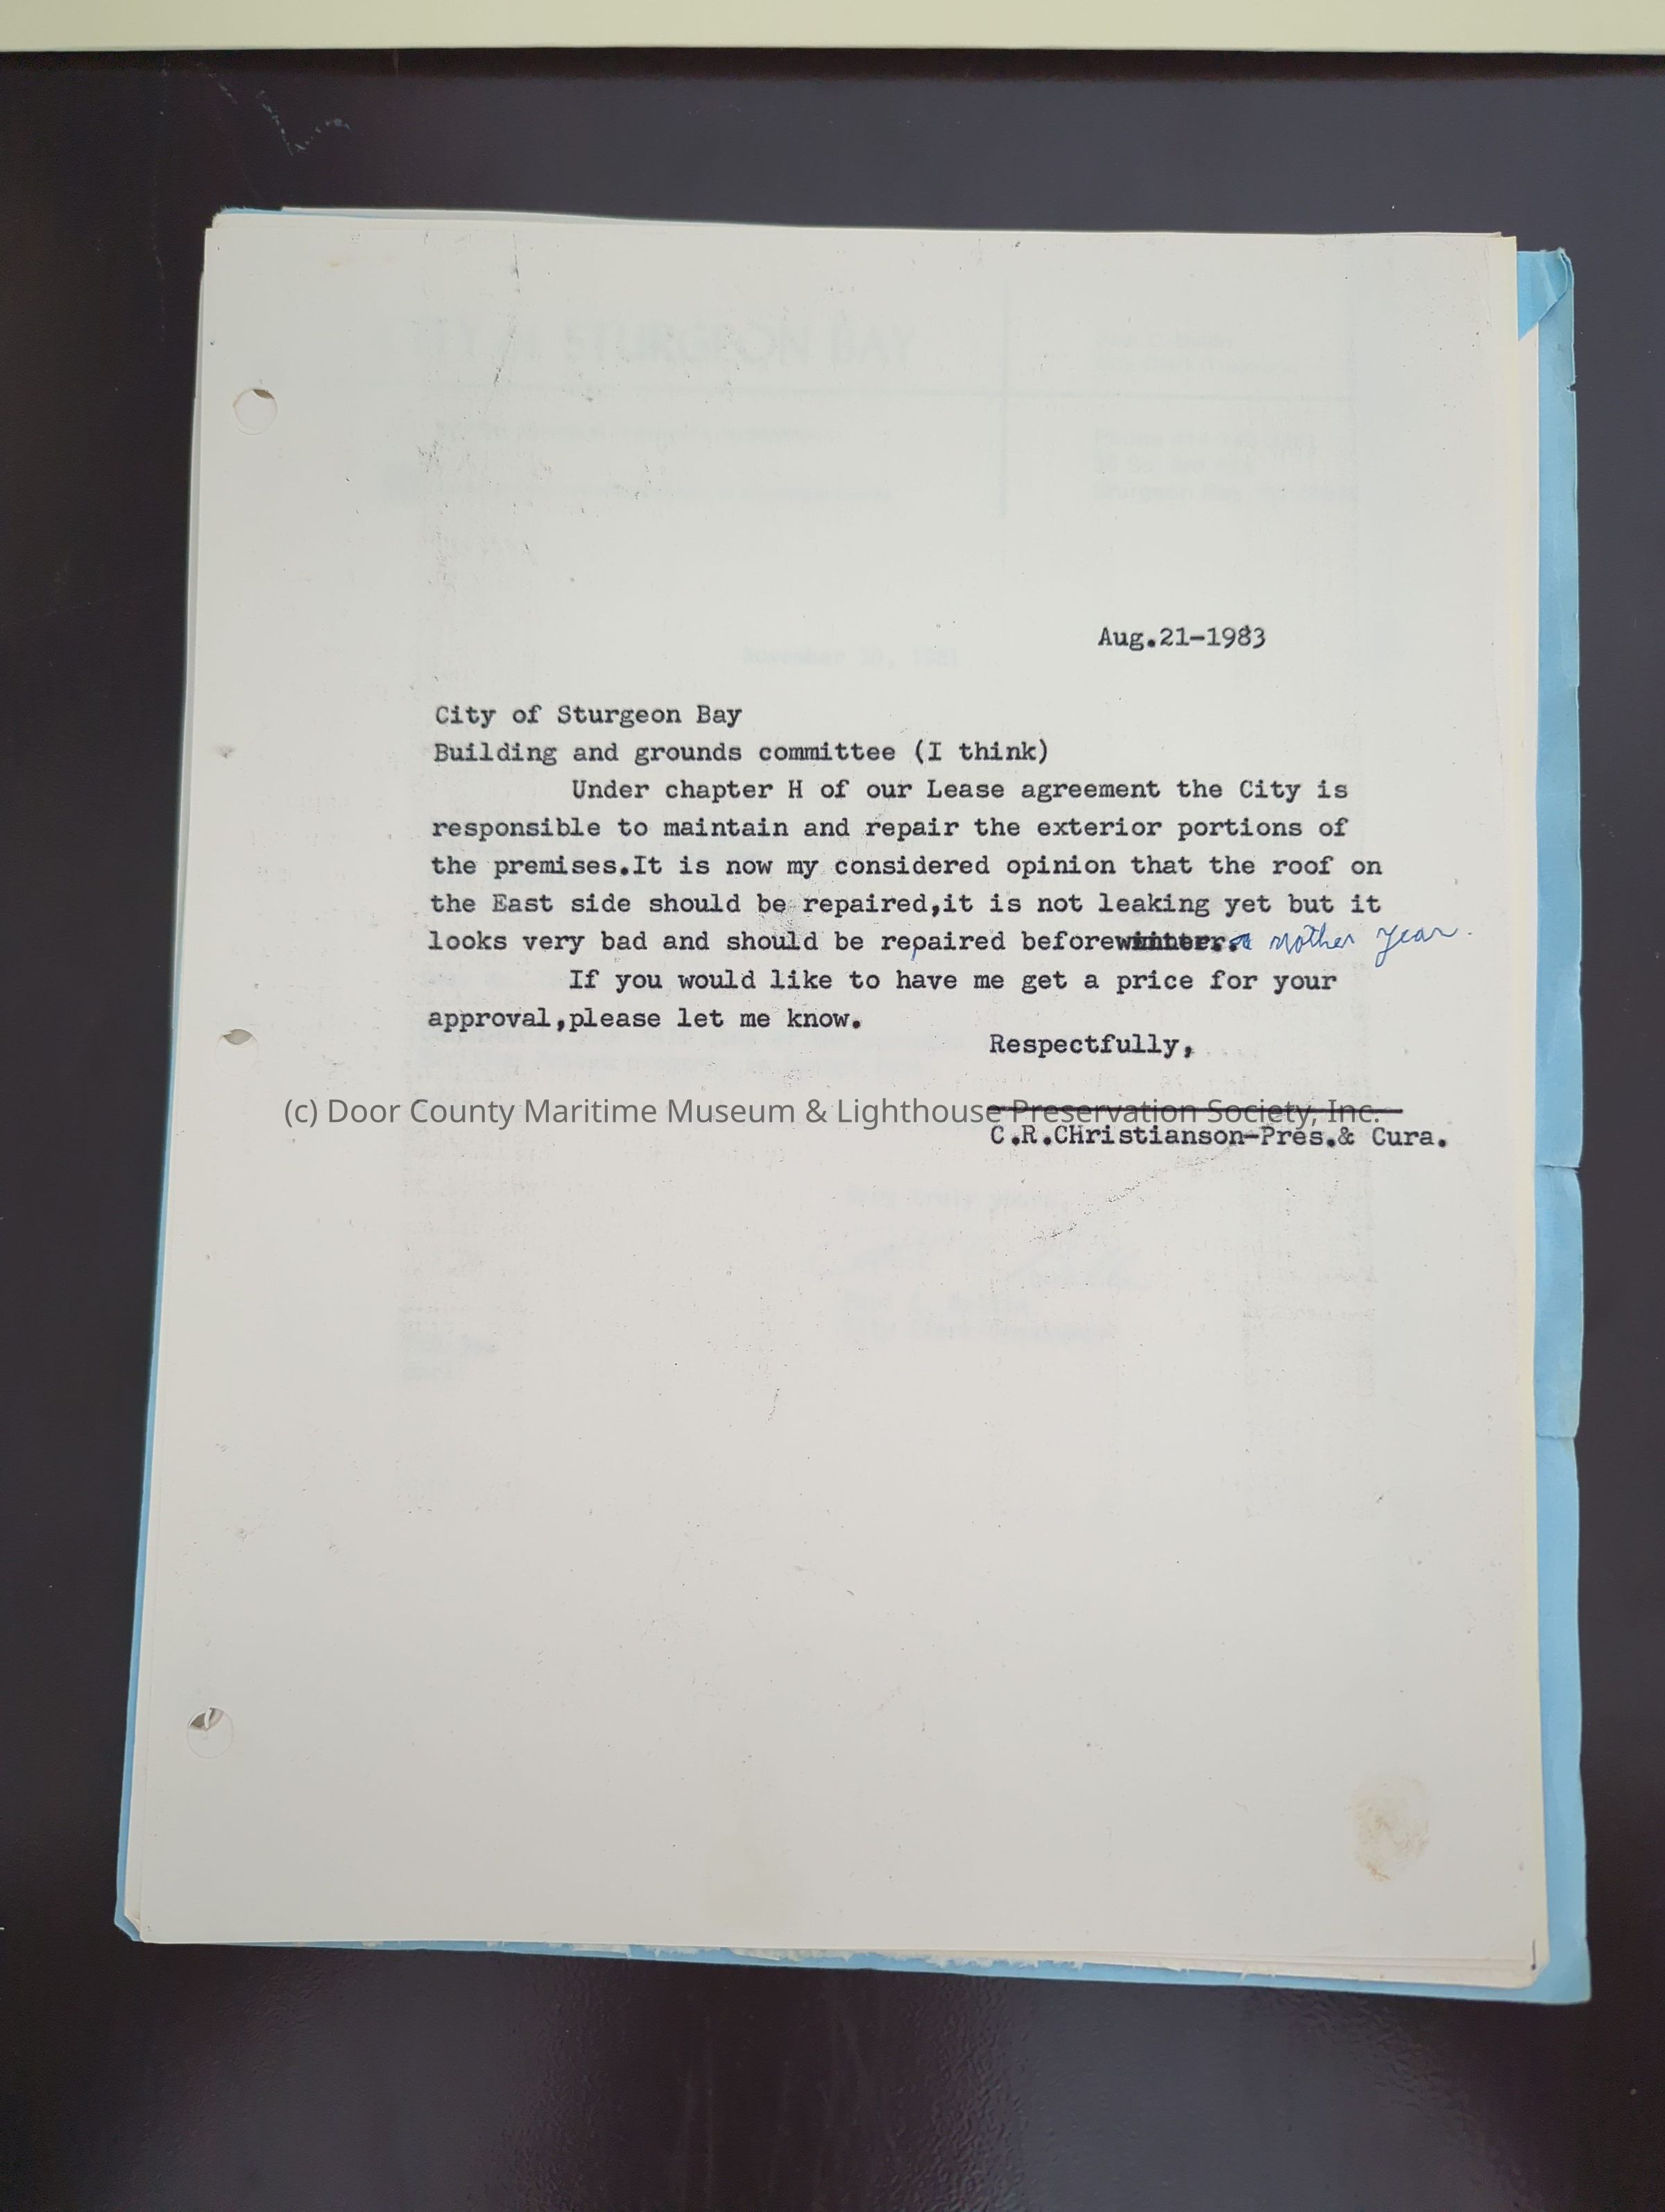 Aug.21-1983
City of Sturgeon Bay
Building and grounds committee (I think)
Under chapter H of our Lease agreement the City is
responsible to maintain and repair the exterior portions of
the premises.It is now my considered opinion that the roof on
the East side should be repaired,it is not leaking yet but it
looks very bad and should be repaired before winter. a nother year.
If you would like to have me get a price for your
approval,please let me know.
Respectfully,
(c) Door County Maritime Museum & Lighthouse Preservation Society, Inc.
C.R.CHristianson-Pres.& Cura.